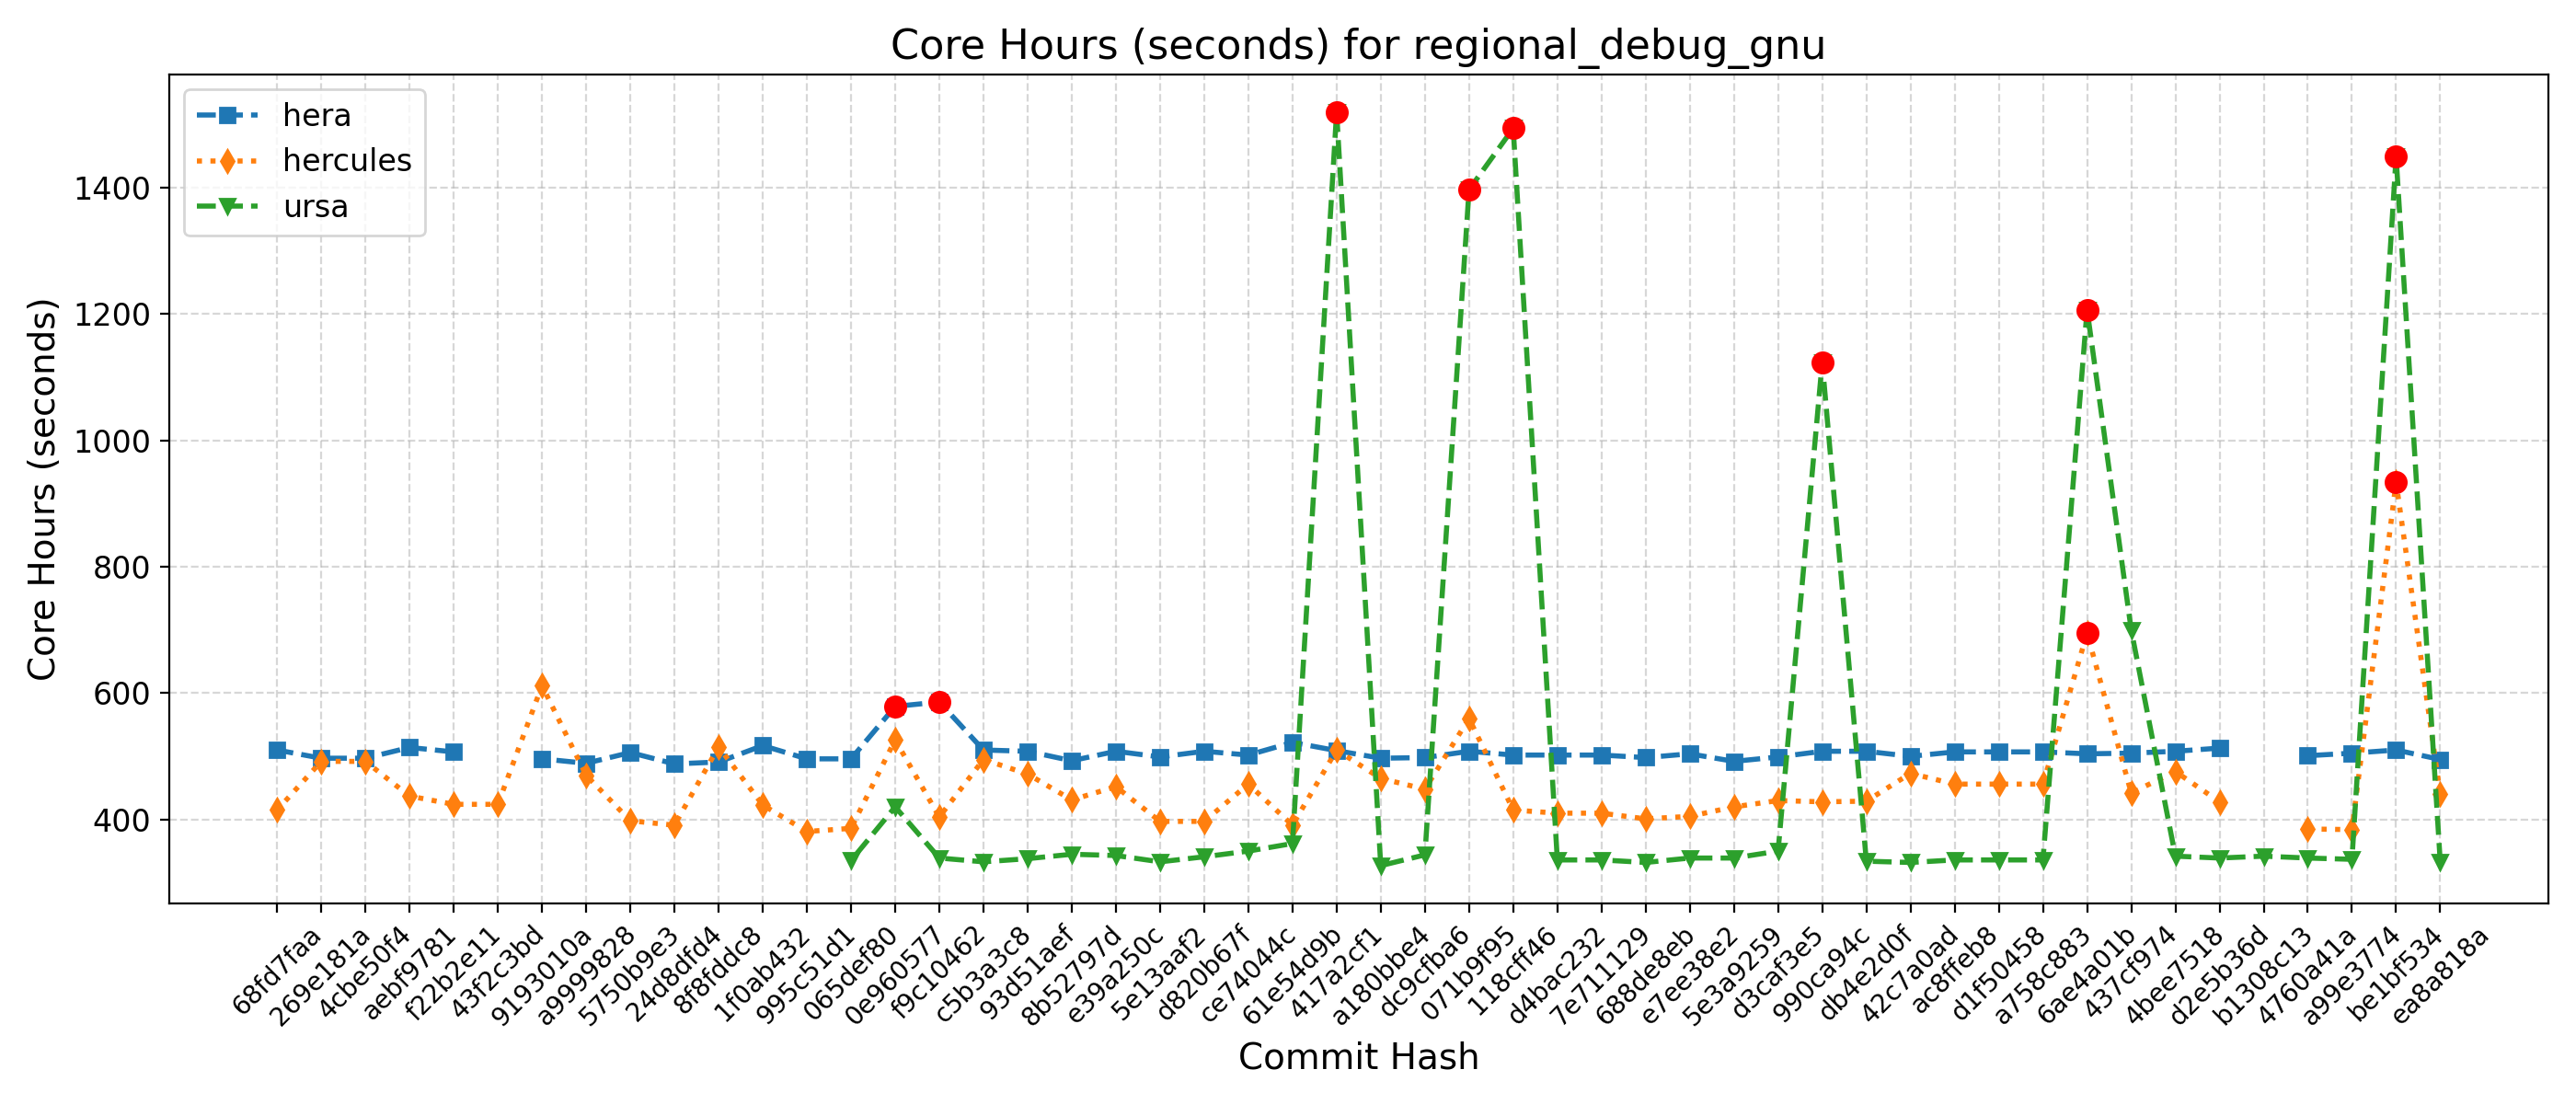 Core Hours (seconds) for regional_debug_gnu
hera
hercules
ursa
Core Hours (seconds)
1400
1200
1000
800
600
400
68fd7faa
269e181a
4cbe50f4
aebf9781
f22b2e11
43f2c3bd
9193010a
a9999828
5750b9e3
24d8dfd4
8f8fddc8
1f0ab432
995c51d1
065def80
0e960577
f9c10462
c5b3a3c8
93d51aef
8b52797d
e39a250c
5e13aaf2
d820b67f
ce74044c
61e54d9b
417a2cf1
a180bbe4
dc9cfba6
071b9f95
118cff46
d4bac232
7e711129
688de8eb
e7ee38e2
5e3a9259
d3caf3e5
990ca94c
db4e2d0f
42c7a0ad
ac8ffeb8
d1f50458
a758c883
6ae4a01b
437cf974
4bee7518
d2e5b36d
b1308c13
4760a41a
a99e3774
be1bf534
ea8a818a
Commit Hash